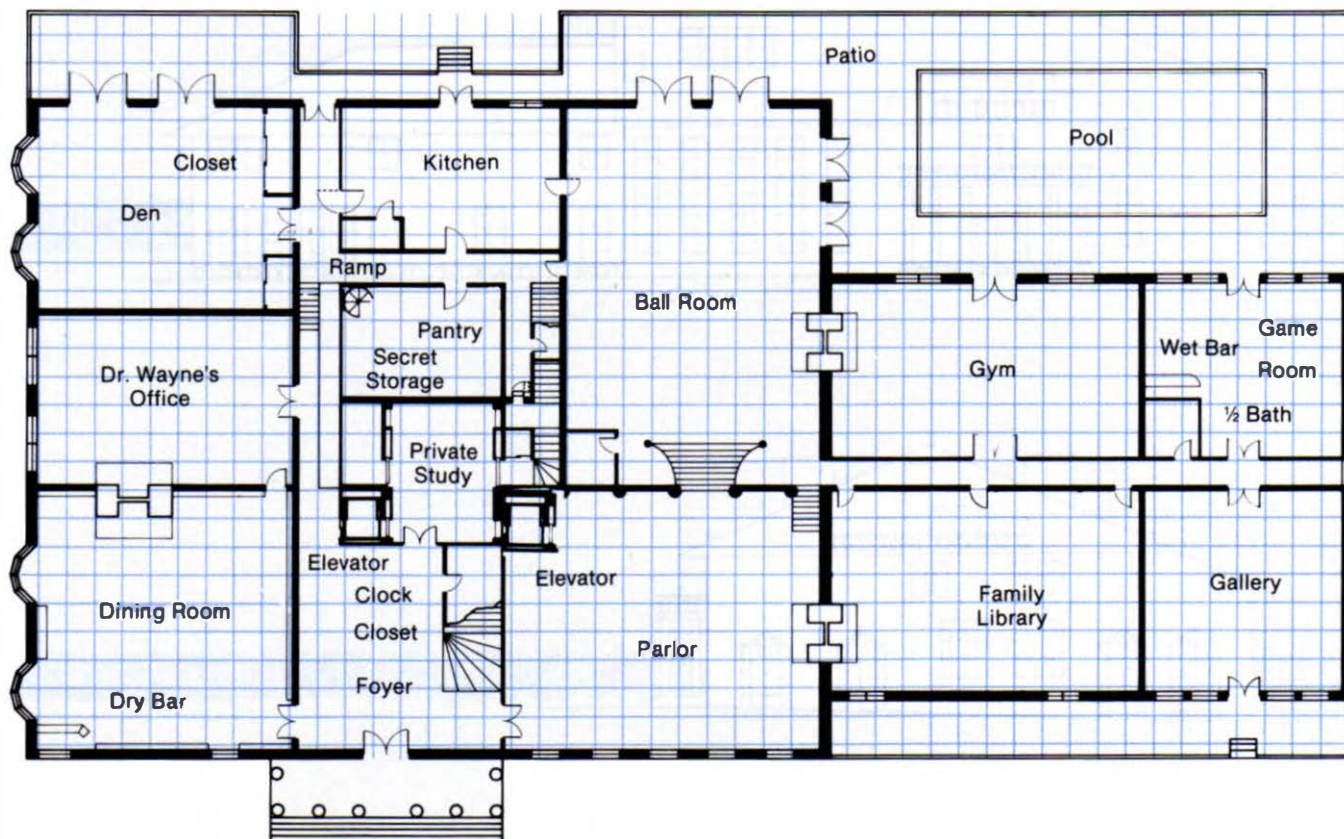 Patio
Pool
Closet
Kitchen
Den
Ramp
Ball Room
Pantry
Secret
Storage
Dr. Wayne's
Office
Gym
Wet Bar
Game
Room
½ Bath
Private
Study
Elevator
Elevator
Clock
Closet
Dining Room
Family
Library
Gallery
Parlor
Foyer
Dry Bar